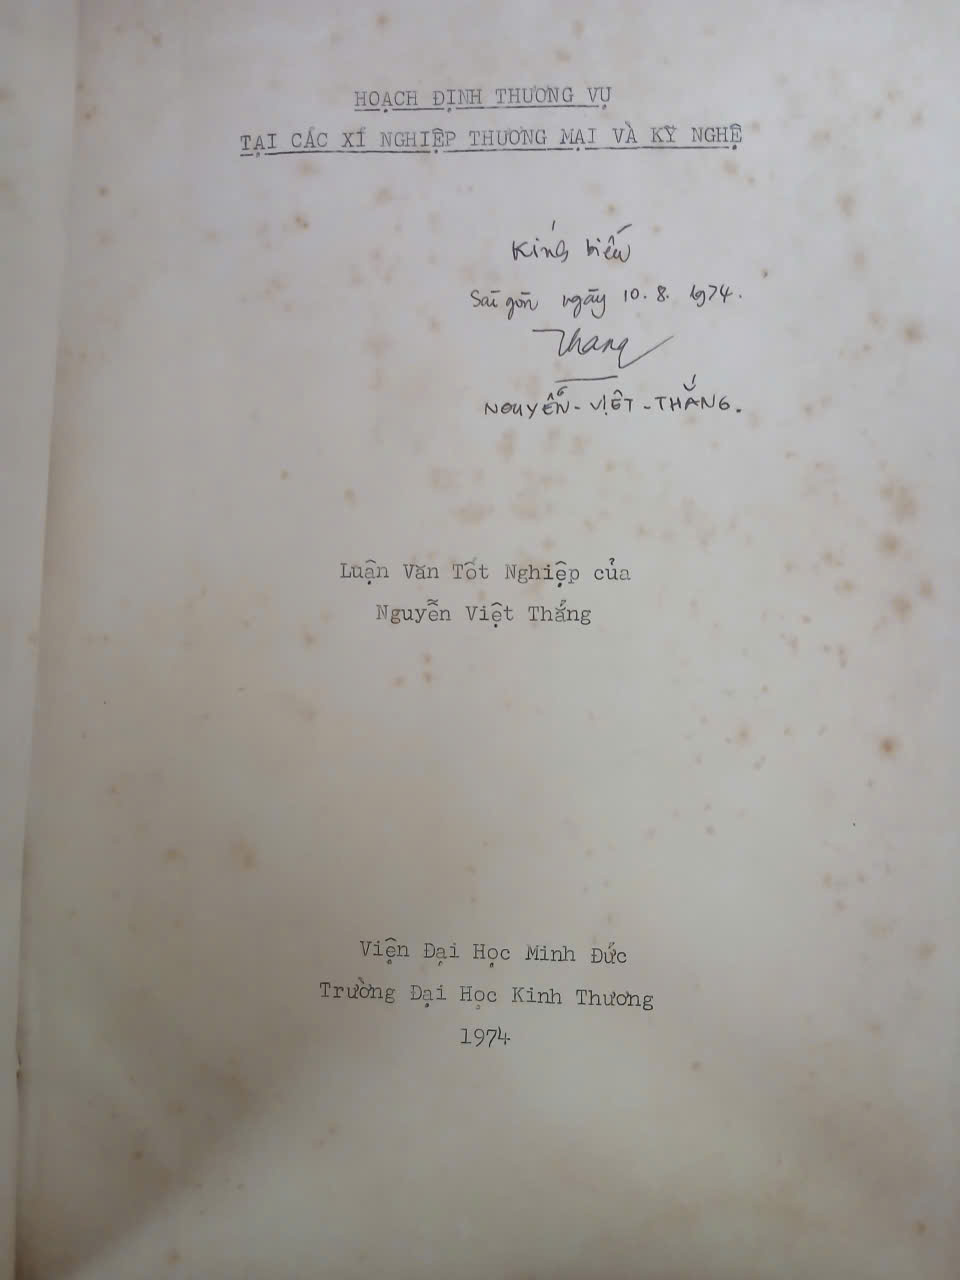 HOẠCH ĐỊNH THƯƠNG VỤ
TẠI CÁC XÍ NGHIỆP THƯƠNG MẠI VÀ KỸ NGHỆ
Kính biếu
Sài gòn ngày 10.8.1974.
Thang
NGUYỄN-VIỆT-THẮNG.
Luận Văn Tốt Nghiệp của
Nguyễn Việt Thắng
Viện Đại Học Minh Đức
Trường Đại Học Kinh Thương
1974